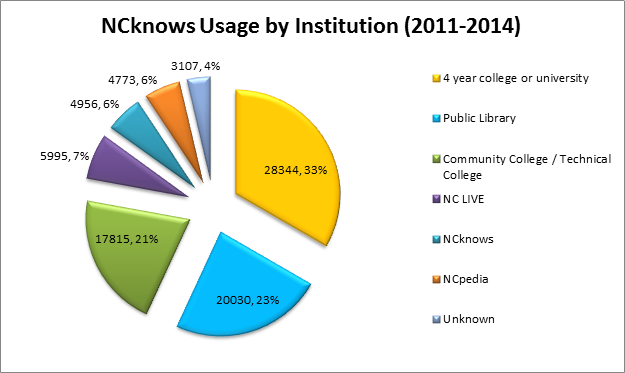 NCknows Usage by Institution (2011-2014)
3107, 4%
4773, 6%
4956, 6%
5995, 7%
28344, 33%
17815, 21%
20030, 23%
4 year college or university
Public Library
Community College / Technical
College
NC LIVE
NCknows
NCpedia
Unknown